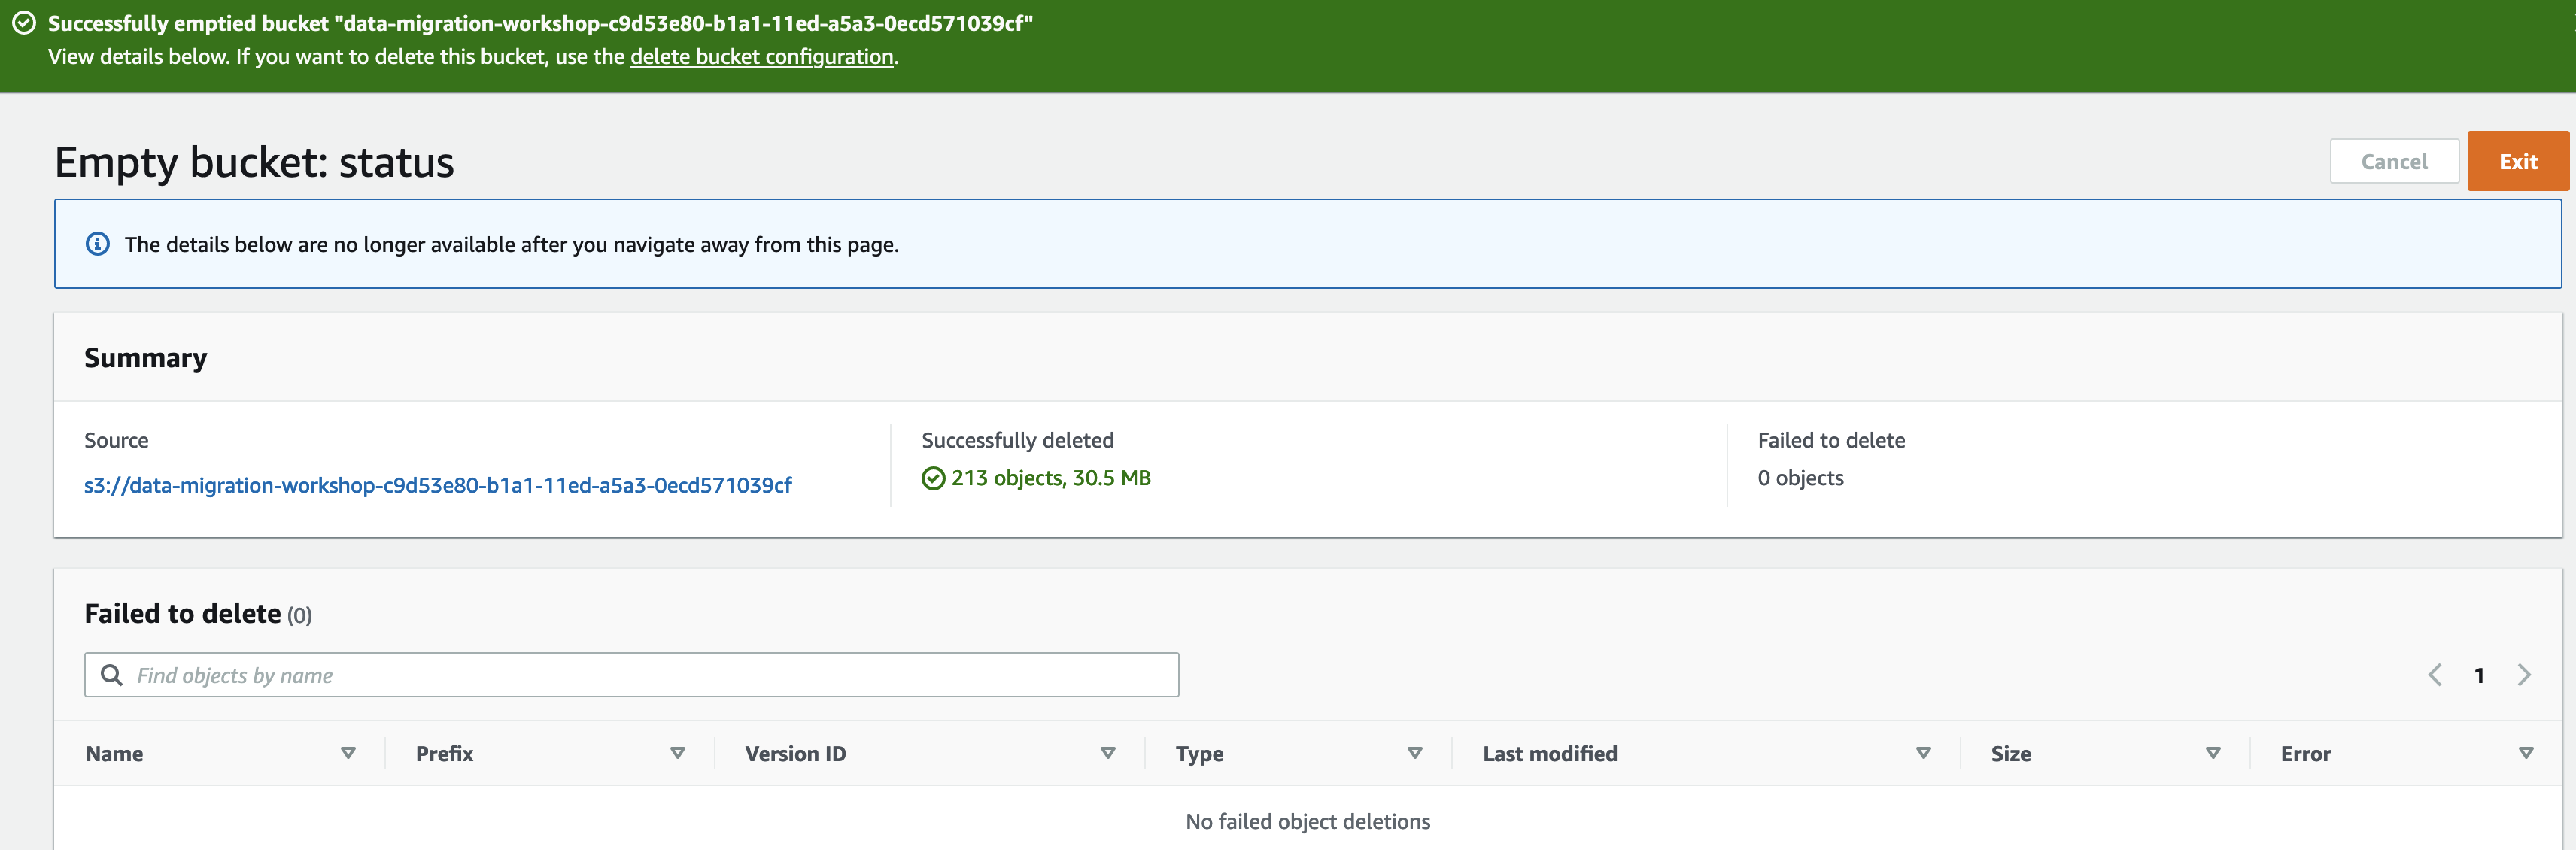 Successfully emptied bucket "data-migration-workshop-c9d53e80-b1a1-11ed-a5a3-0ecd571039cf"
View details below. If you want to delete this bucket, use the delete bucket configuration.
Empty bucket: status
Cancel
Exit
The details below are no longer available after you navigate away from this page.
Summary
Source
s3://data-migration-workshop-c9d53e80-b1a1-11ed-a5a3-0ecd571039cf
Successfully deleted
213 objects, 30.5 MB
Failed to delete
0 objects
Failed to delete (0)
Find objects by name
1
Name Prefix Version ID Type Last modified Size Error
No failed object deletions